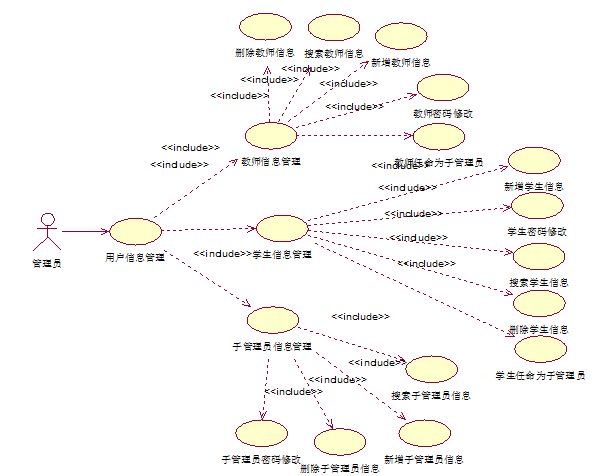 删除教师信息
搜索教师信息
新增教师信息
<<include>>
<<include>>
<<include>>
<<include>>
<<include>>
教师密码修改
<<include>>
<<include>>
教师信息管理
教师任命为子管理员
<<include>>
新增学生信息
<<include>>
<<include>>
学生密码修改
管理员
用户信息管理
<<include>>
学生信息管理
<<include>>
<<include>>
搜索学生信息
删除学生信息
<<include>>
子管理员信息管理
<<include>>
学生任命为子管理员
<<include>>
<<include>>
搜索子管理员信息
子管理员密码修改
删除子管理员信息
新增子管理员信息